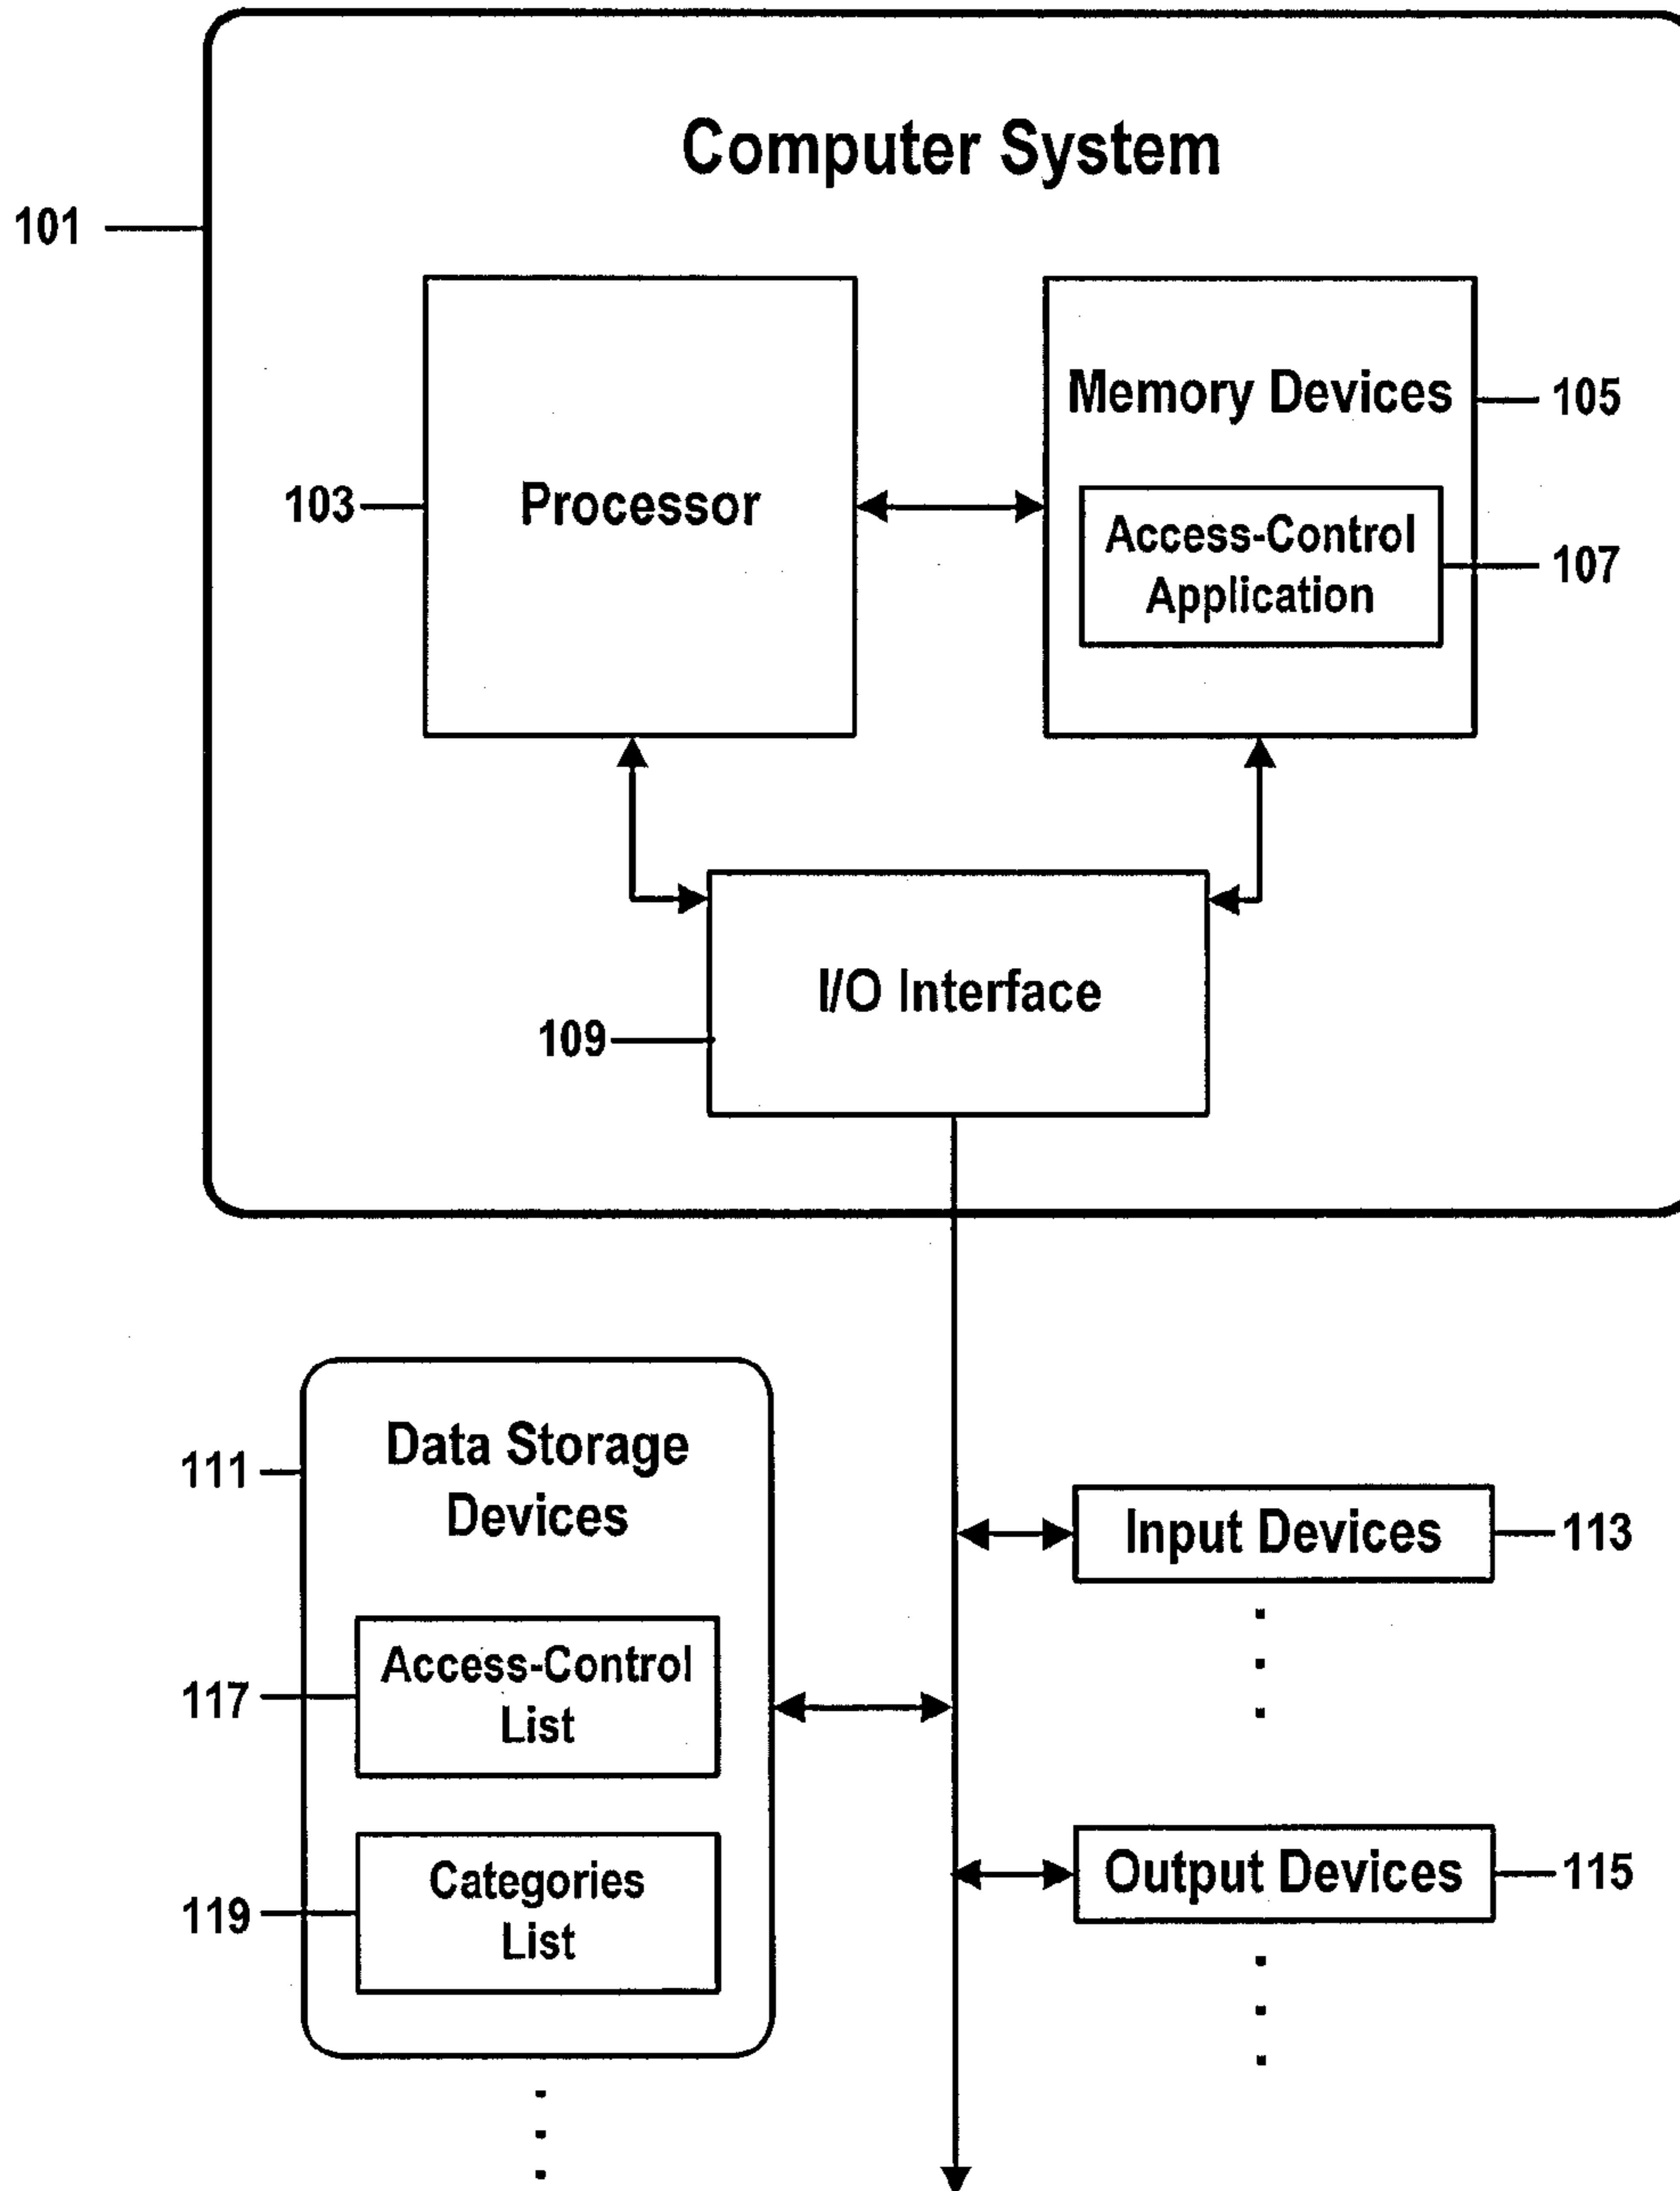 Computer System
101
Processor
103
Memory Devices
105
Access-Control
Application
107
I/O Interface
109
Data Storage
Devices
111
Access-Control
List
117
Categories
List
119
Input Devices
113
Output Devices
115